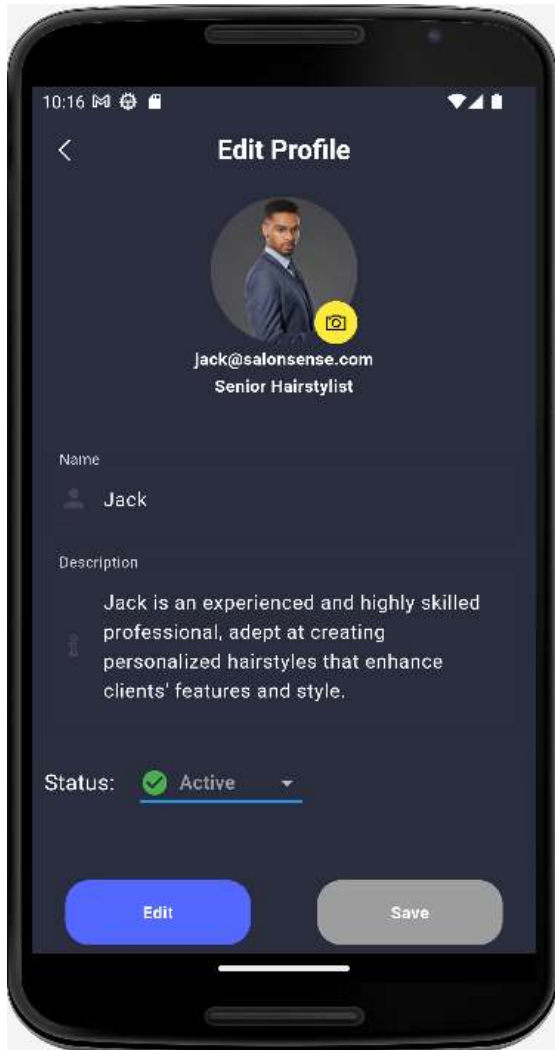 10:16
Edit Profile
jack@salonsense.com
Senior Hairstylist
Name
Jack
Description
Jack is an experienced and highly skilled
professional, adept at creating
personalized hairstyles that enhance
clients' features and style.
Status: Active
Edit
Save